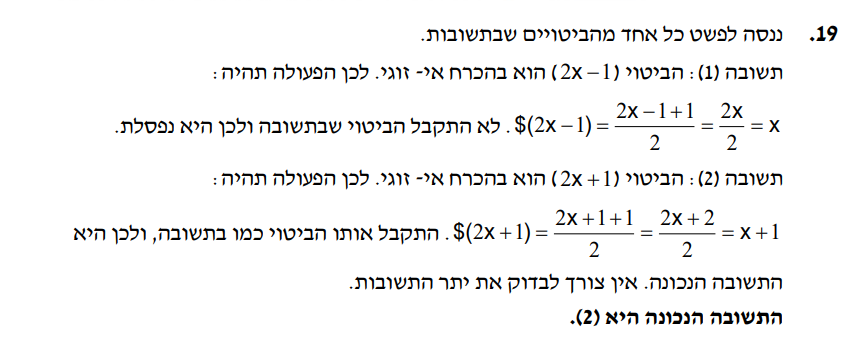 19. ננסה לפשט כל אחד מהביטויים שבתשובות.
תשובה (1): הביטוי (2x − 1) הוא בהכרח אי- זוגי. לכן הפעולה תהיה:
$(2x − 1) = \frac{2x − 1 + 1}{2} = \frac{2x}{2} = x. לא התקבל הביטוי שבתשובה ולכן היא נפסלת.
תשובה (2): הביטוי (2x + 1) הוא בהכרח אי- זוגי. לכן הפעולה תהיה:
$(2x + 1) = \frac{2x + 1 + 1}{2} = \frac{2x + 2}{2} = x + 1. התקבל אותו הביטוי כמו בתשובה, ולכן היא
התשובה הנכונה. אין צורך לבדוק את יתר התשובות.
התשובה הנכונה היא (2).